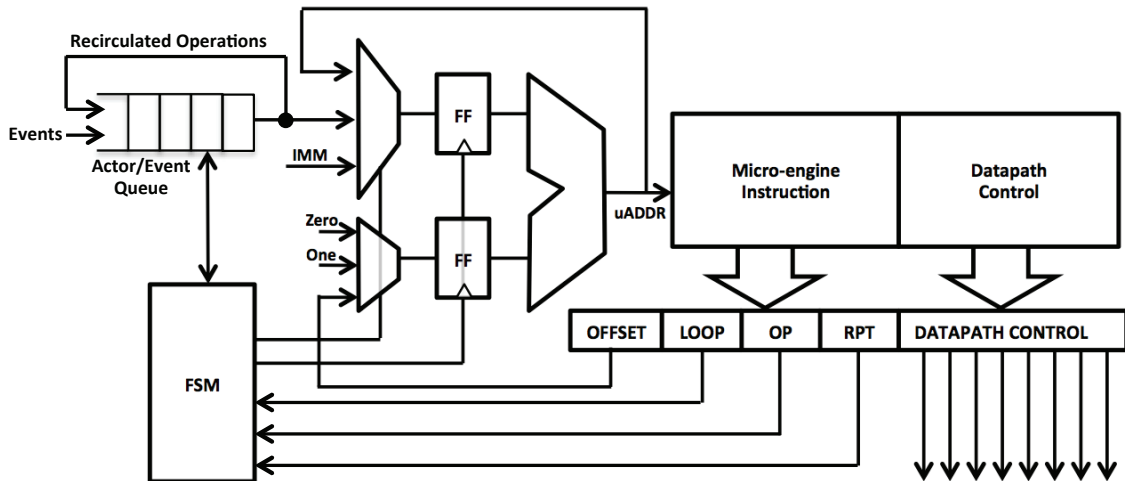 Recirculated Operations
Events
Actor/Event
Queue
IMM
Zero
One
FF
FF
uADDR
Micro-engine
Instruction
Datapath
Control
OFFSET
LOOP
OP
RPT
DATAPATH CONTROL
FSM